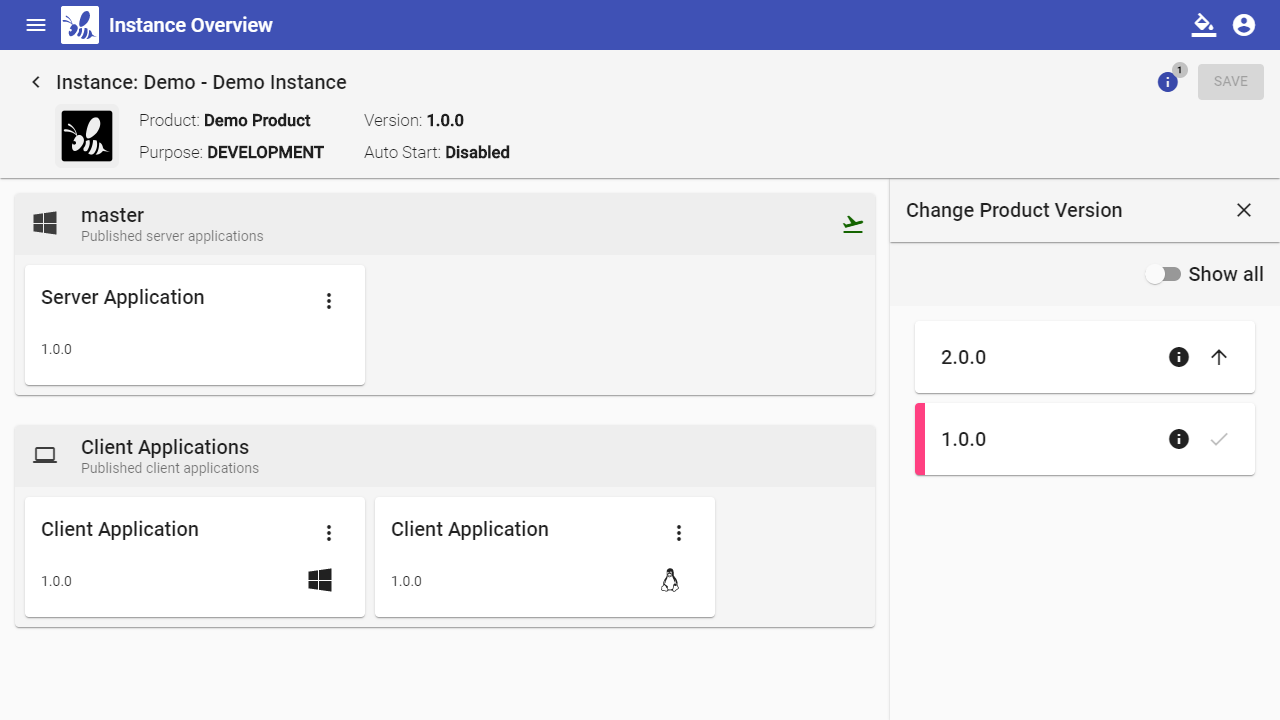 Instance Overview
Instance: Demo - Demo Instance
1
SAVE
Product: Demo Product
Version: 1.0.0
Purpose: DEVELOPMENT
Auto Start: Disabled
master
Published server applications
Server Application
1.0.0
Client Applications
Published client applications
Client Application
1.0.0
Client Application
1.0.0
Change Product Version
Show all
2.0.0
1.0.0